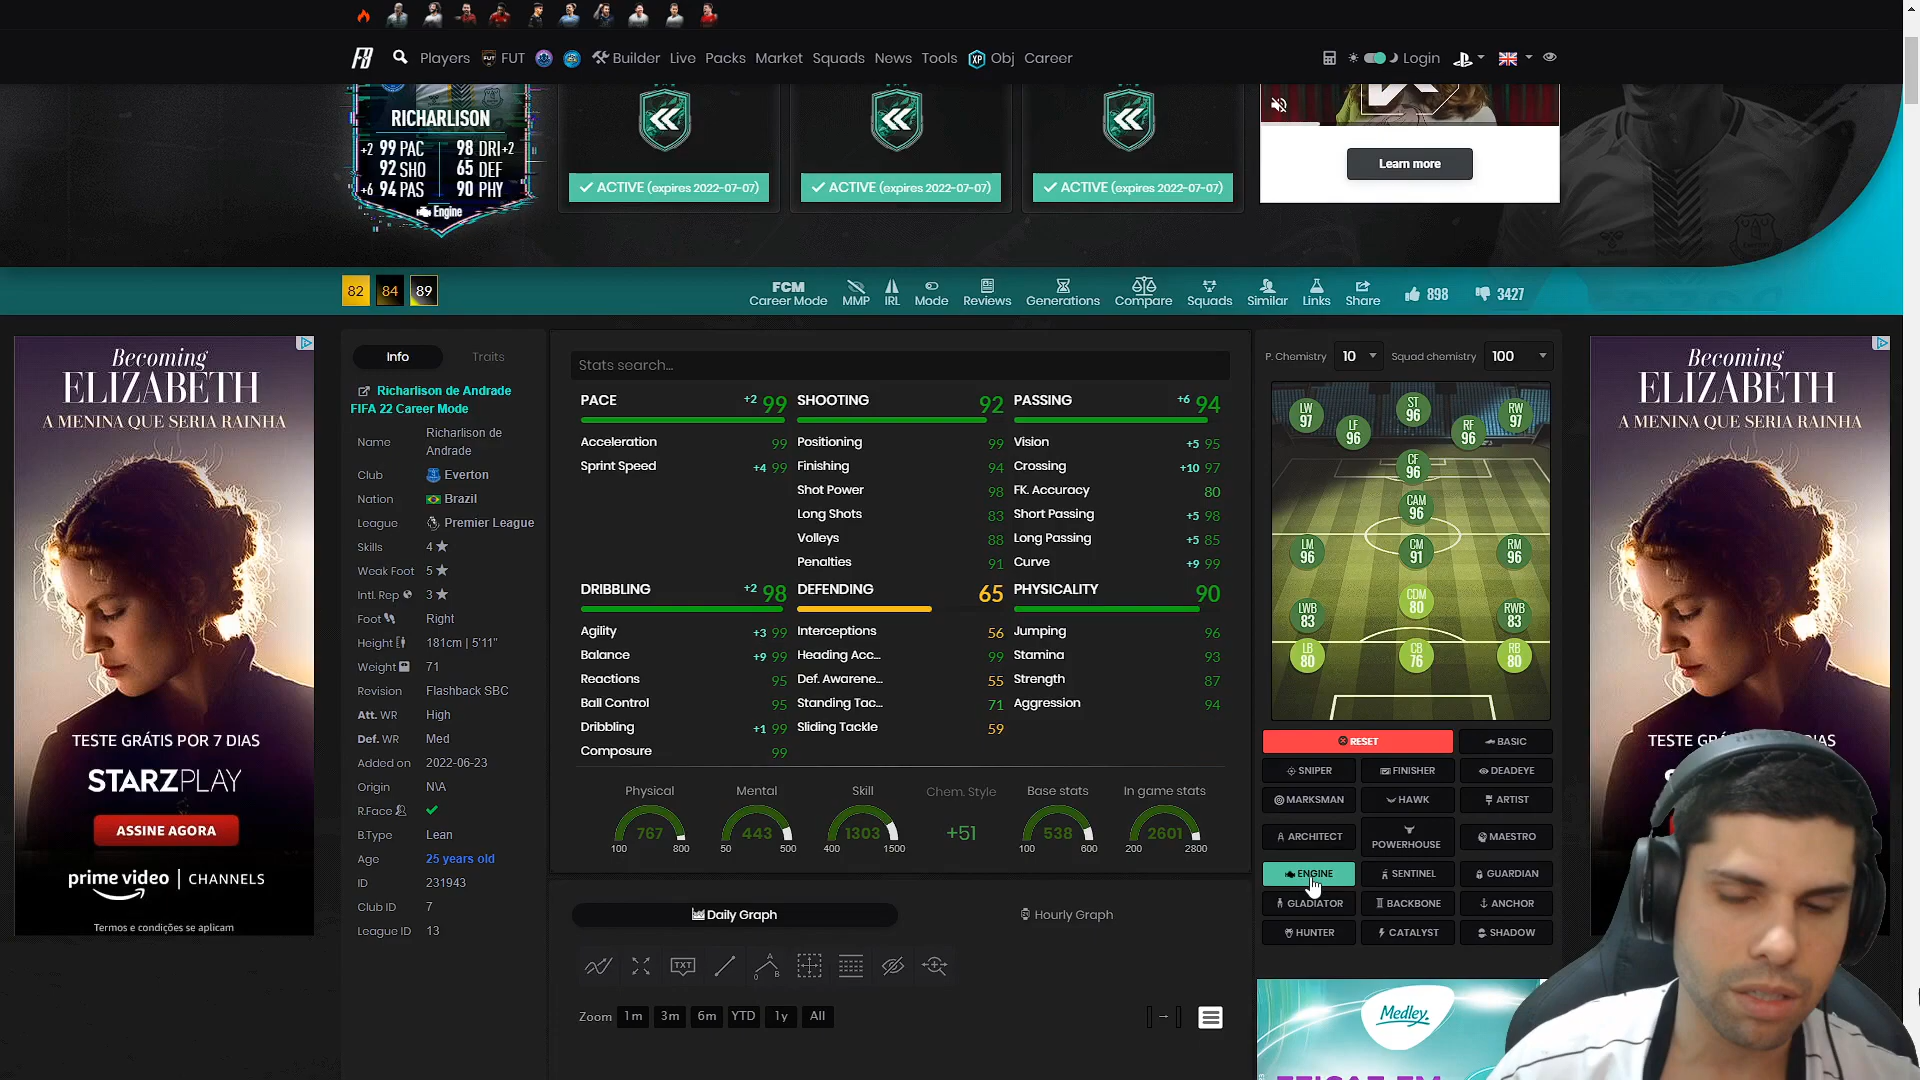 Players FUT Builder Live Packs Market Squads News Tools XP Obj Career Login
RICHARLISON
+2 99 PAC 98 DRI +2
92 SHO 65 DEF
+6 94 PAS 90 PHY
Engine
ACTIVE (expires 2022-07-07)
ACTIVE (expires 2022-07-07)
ACTIVE (expires 2022-07-07)
Learn more
82 84 89
FCM
Career Mode MMP IRL Mode Reviews Generations Compare Squads Similar Links Share 898 3427
Becoming
ELIZABETH
A MENINA QUE SERIA RAINHA
TESTE GRÁTIS POR 7 DIAS
STARZPLAY
ASSINE AGORA
prime video | CHANNELS
Termos e condições se aplicam
Info Traits
Richarlison de Andrade
FIFA 22 Career Mode
Name Richarlison de Andrade
Club Everton
Nation Brazil
League Premier League
Skills 4
Weak Foot 5
Intl. Rep 3
Foot Right
Height 181cm | 5'11"
Weight 71
Revision Flashback SBC
Att. WR High
Def. WR Med
Added on 2022-06-23
Origin N\A
R.Face
B.Type Lean
Age 25 years old
ID 231943
Club ID 7
League ID 13
Stats search...
PACE +2 99
Acceleration 99
Sprint Speed +4 99
SHOOTING 92
Positioning 99
Finishing 94
Shot Power 98
Long Shots 83
Volleys 88
Penalties 91
PASSING +6 94
Vision +5 95
Crossing +10 97
FK. Accuracy 80
Short Passing +5 98
Long Passing +5 85
Curve +9 99
DRIBBLING +2 98
Agility +3 99
Balance +9 99
Reactions 95
Ball Control 95
Dribbling +1 99
Composure 99
DEFENDING 65
Interceptions 56
Heading Acc... 99
Def. Awarene... 55
Standing Tac... 71
Sliding Tackle 59
PHYSICALITY 90
Jumping 96
Stamina 93
Strength 87
Aggression 94
Physical Mental Skill Chem. Style Base stats In game stats
767 443 1303 +51 538 2601
100 800 50 500 400 1500 100 600 200 2800
Daily Graph Hourly Graph
TXT
A
0 B
Zoom 1m 3m 6m YTD 1y All
→
P. Chemistry 10 Squad chemistry 100
LW 97
LF 96
ST 96
RF 96
RW 97
CF 96
CAM 96
LM 96
CM 91
RM 96
CDM 80
LWB 83
RWB 83
LB 80
CB 76
RB 80
RESET BASIC
SNIPER FINISHER DEADEYE
MARKSMAN HAWK ARTIST
ARCHITECT POWERHOUSE MAESTRO
ENGINE SENTINEL GUARDIAN
GLADIATOR BACKBONE ANCHOR
HUNTER CATALYST SHADOW
Medley.
Becoming
ELIZABETH
A MENINA QUE SERIA RAINHA